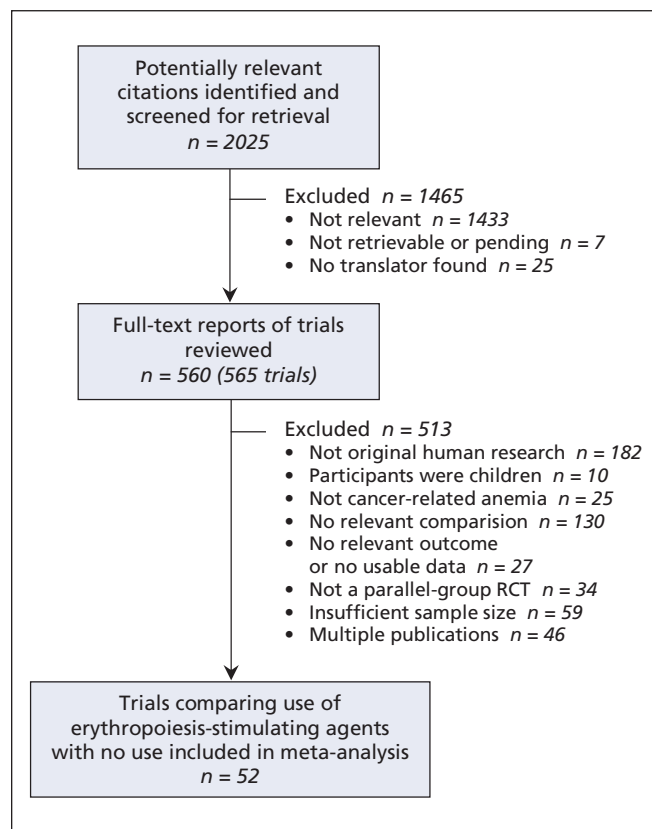 Potentially relevant
citations identified and
screened for retrieval
n = 2025
Excluded n = 1465
• Not relevant n = 1433
• Not retrievable or pending n = 7
• No translator found n = 25
Full-text reports of trials
reviewed
n = 560 (565 trials)
Excluded n = 513
• Not original human research n = 182
• Participants were children n = 10
• Not cancer-related anemia n = 25
• No relevant comparision n = 130
• No relevant outcome
or no usable data n = 27
• Not a parallel-group RCT n = 34
• Insufficient sample size n = 59
• Multiple publications n = 46
Trials comparing use of
erythropoiesis-stimulating agents
with no use included in meta-analysis
n = 52